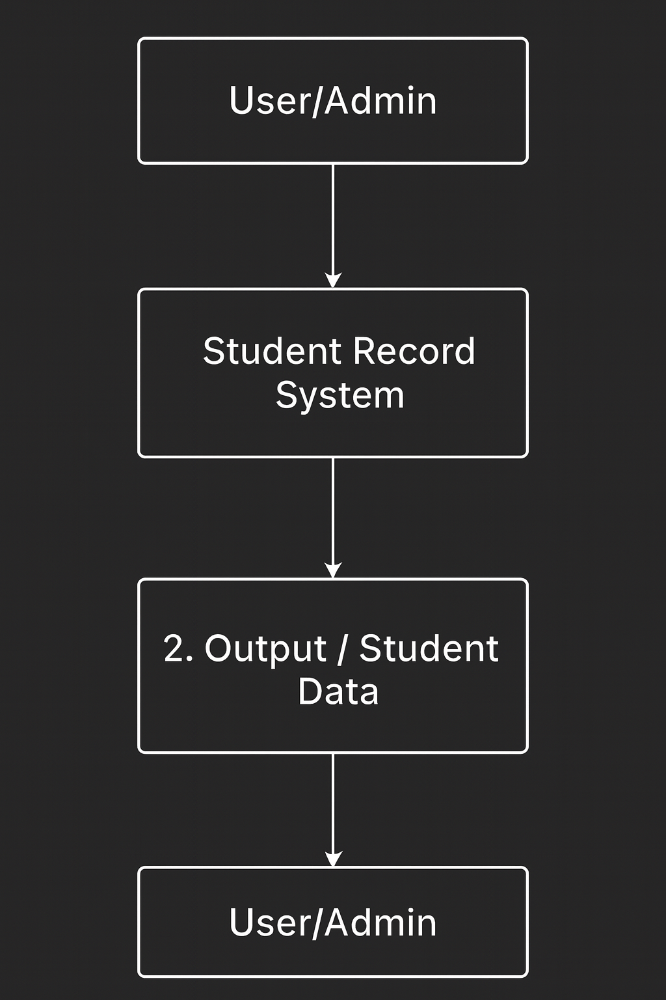 User/Admin
Student Record
System
2. Output / Student
Data
User/Admin